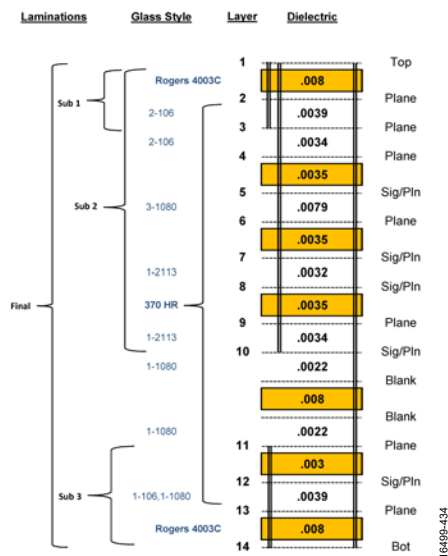 Laminations Glass Style Layer Dielectric
1 Top
Rogers 4003C .008
Sub 1 2 Plane
2-106 .0039
3 Plane
2-106 .0034
4 Plane
.0035
5 Sig/Pln
Sub 2 3-1080 .0079
6 Plane
.0035
7 Sig/Pln
1-2113 .0032
8 Sig/Pln
Final 370 HR .0035
9 Plane
1-2113 .0034
10 Sig/Pln
1-1080 .0022
Blank
.008
Blank
1-1080 .0022
11 Plane
.003
12 Sig/Pln
Sub 3 1-106,1-1080 .0039
13 Plane
Rogers 4003C .008
14 Bot
16499-434